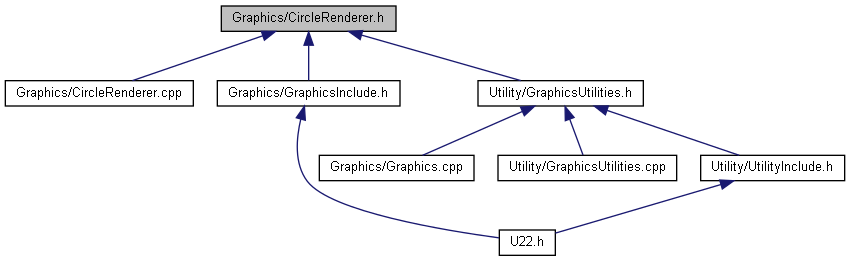 Graphics/CircleRenderer.h
Graphics/CircleRenderer.cpp
Graphics/GraphicsInclude.h
Utility/GraphicsUtilities.h
Graphics/Graphics.cpp
Utility/GraphicsUtilities.cpp
Utility/UtilityInclude.h
U22.h